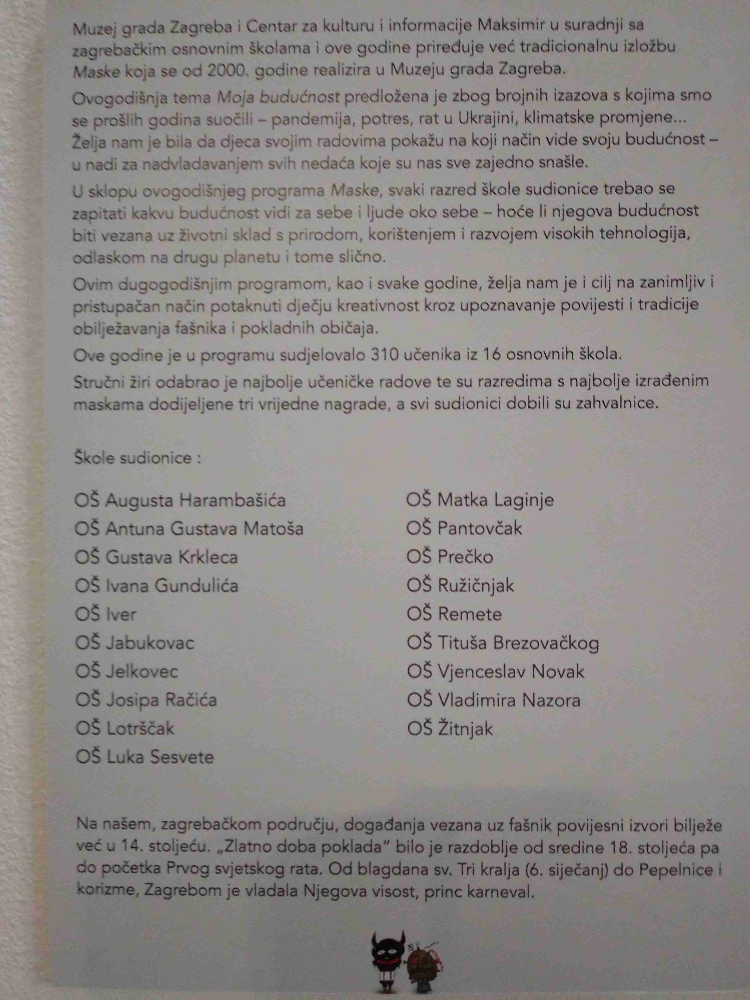 Muzej grada Zagreba i Centar za kulturu i informacije Maksimir u suradnji sa
zagrebačkim osnovnim školama i ove godine priređuje već tradicionalnu izložbu
Maske koja se od 2000. godine realizira u Muzeju grada Zagreba.
Ovogodišnja tema Moja budućnost predložena je zbog brojnih izazova s kojima smo
se prošlih godina suočili – pandemija, potres, rat u Ukrajini, klimatske promjene...
Želja nam je bila da djeca svojim radovima pokažu na koji način vide svoju budućnost –
u nadi za nadvladavanjem svih nedaća koje su nas sve zajedno snašle.
U sklopu ovogodišnjeg programa Maske, svaki razred škole sudionice trebao se
zapitati kakvu budućnost vidi za sebe i ljude oko sebe – hoće li njegova budućnost
biti vezana uz životni sklad s prirodom, korištenjem i razvojem visokih tehnologija,
odlaskom na drugu planetu i tome slično.
Ovim dugogodišnjim programom, kao i svake godine, želja nam je i cilj na zanimljiv i
pristupačan način potaknuti dječju kreativnost kroz upoznavanje povijesti i tradicije
obilježavanja fašnika i pokladnih običaja.
Ove godine je u programu sudjelovalo 310 učenika iz 16 osnovnih škola.
Stručni žiri odabrao je najbolje učeničke radove te su razredima s najbolje izrađenim
maskama dodijeljene tri vrijedne nagrade, a svi sudionici dobili su zahvalnice.
Škole sudionice :
OŠ Augusta Harambašića
OŠ Antuna Gustava Matoša
OŠ Gustava Krkleca
OŠ Ivana Gundulića
OŠ Iver
OŠ Jabukovac
OŠ Jelkovec
OŠ Josipa Račića
OŠ Lotrščak
OŠ Luka Sesvete
OŠ Matka Laginje
OŠ Pantovčak
OŠ Prečko
OŠ Ružičnjak
OŠ Remete
OŠ Tituša Brezovačkog
OŠ Vjenceslav Novak
OŠ Vladimira Nazora
OŠ Žitnjak
Na našem, zagrebačkom području, događanja vezana uz fašnik povijesni izvori bilježe
već u 14. stoljeću. „Zlatno doba poklada“ bilo je razdoblje od sredine 18. stoljeća pa
do početka Prvog svjetskog rata. Od blagdana sv. Tri kralja (6. siječanj) do Pepelnice i
korizme, Zagrebom je vladala Njegova visost, princ karneval.